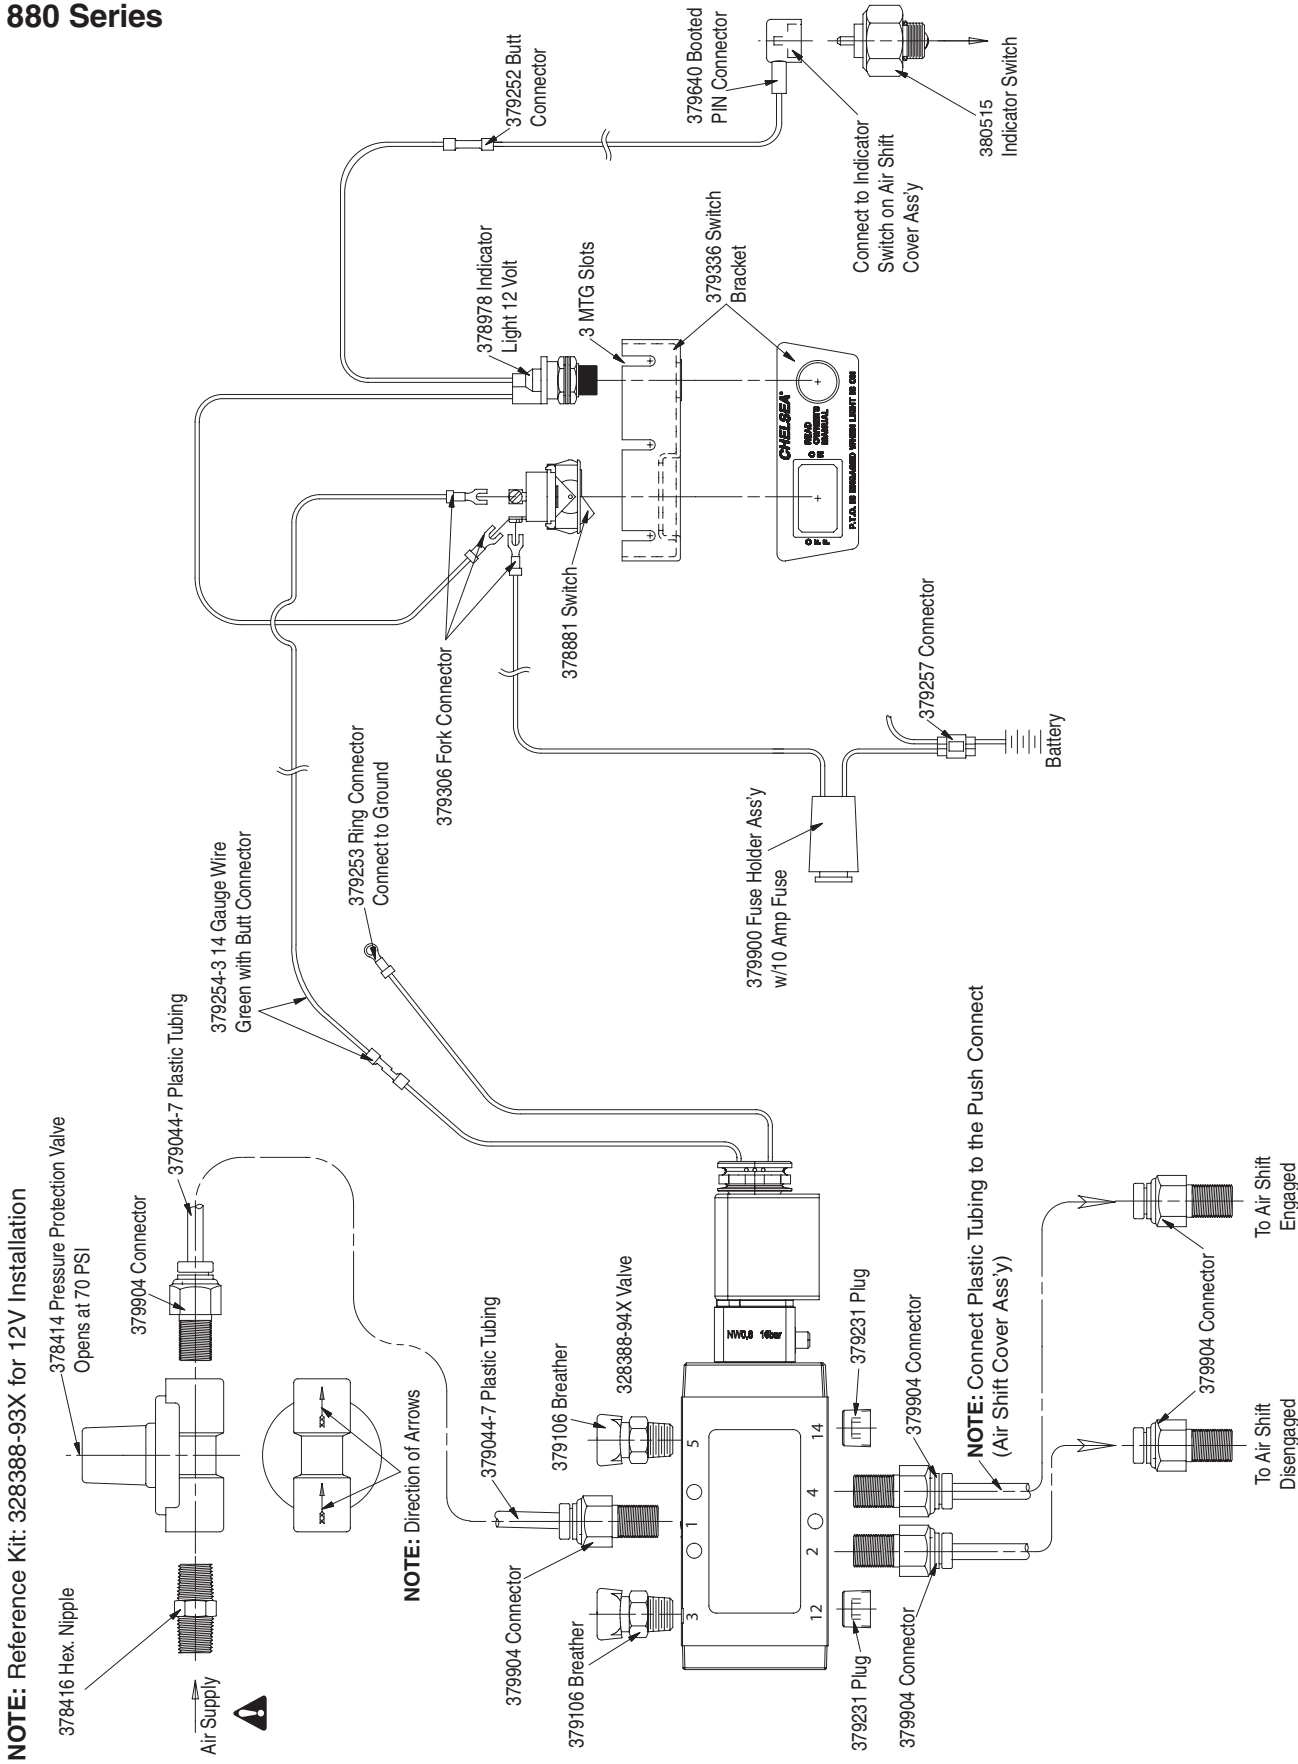 880 Series
NOTE: Reference Kit: 328388-93X for 12V Installation
378416 Hex. Nipple
Air Supply
378414 Pressure Protection Valve
Opens at 70 PSI
379904 Connector
379044-7 Plastic Tubing
NOTE: Direction of Arrows
379254-3 14 Gauge Wire
Green with Butt Connector
379253 Ring Connector
Connect to Ground
379306 Fork Connector
378881 Switch
378978 Indicator
Light 12 Volt
379252 Butt
Connector
3 MTG Slots
379336 Switch
Bracket
379640 Booted
PIN Connector
Connect to Indicator
Switch on Air Shift
Cover Ass'y
380515
Indicator Switch
CHELSEA
READ
OWNER'S
MANUAL
ON
OFF
P.T.O. IS ENGAGED WHEN LIGHT IS ON
379257 Connector
Battery
379900 Fuse Holder Ass'y
w/10 Amp Fuse
379044-7 Plastic Tubing
379904 Connector
379106 Breather
379106 Breather
328388-94X Valve
NW0,8 16bar
3
1
5
12
2
4
14
379231 Plug
379231 Plug
379904 Connector
379904 Connector
NOTE: Connect Plastic Tubing to the Push Connect
(Air Shift Cover Ass'y)
379904 Connector
To Air Shift
Disengaged
To Air Shift
Engaged